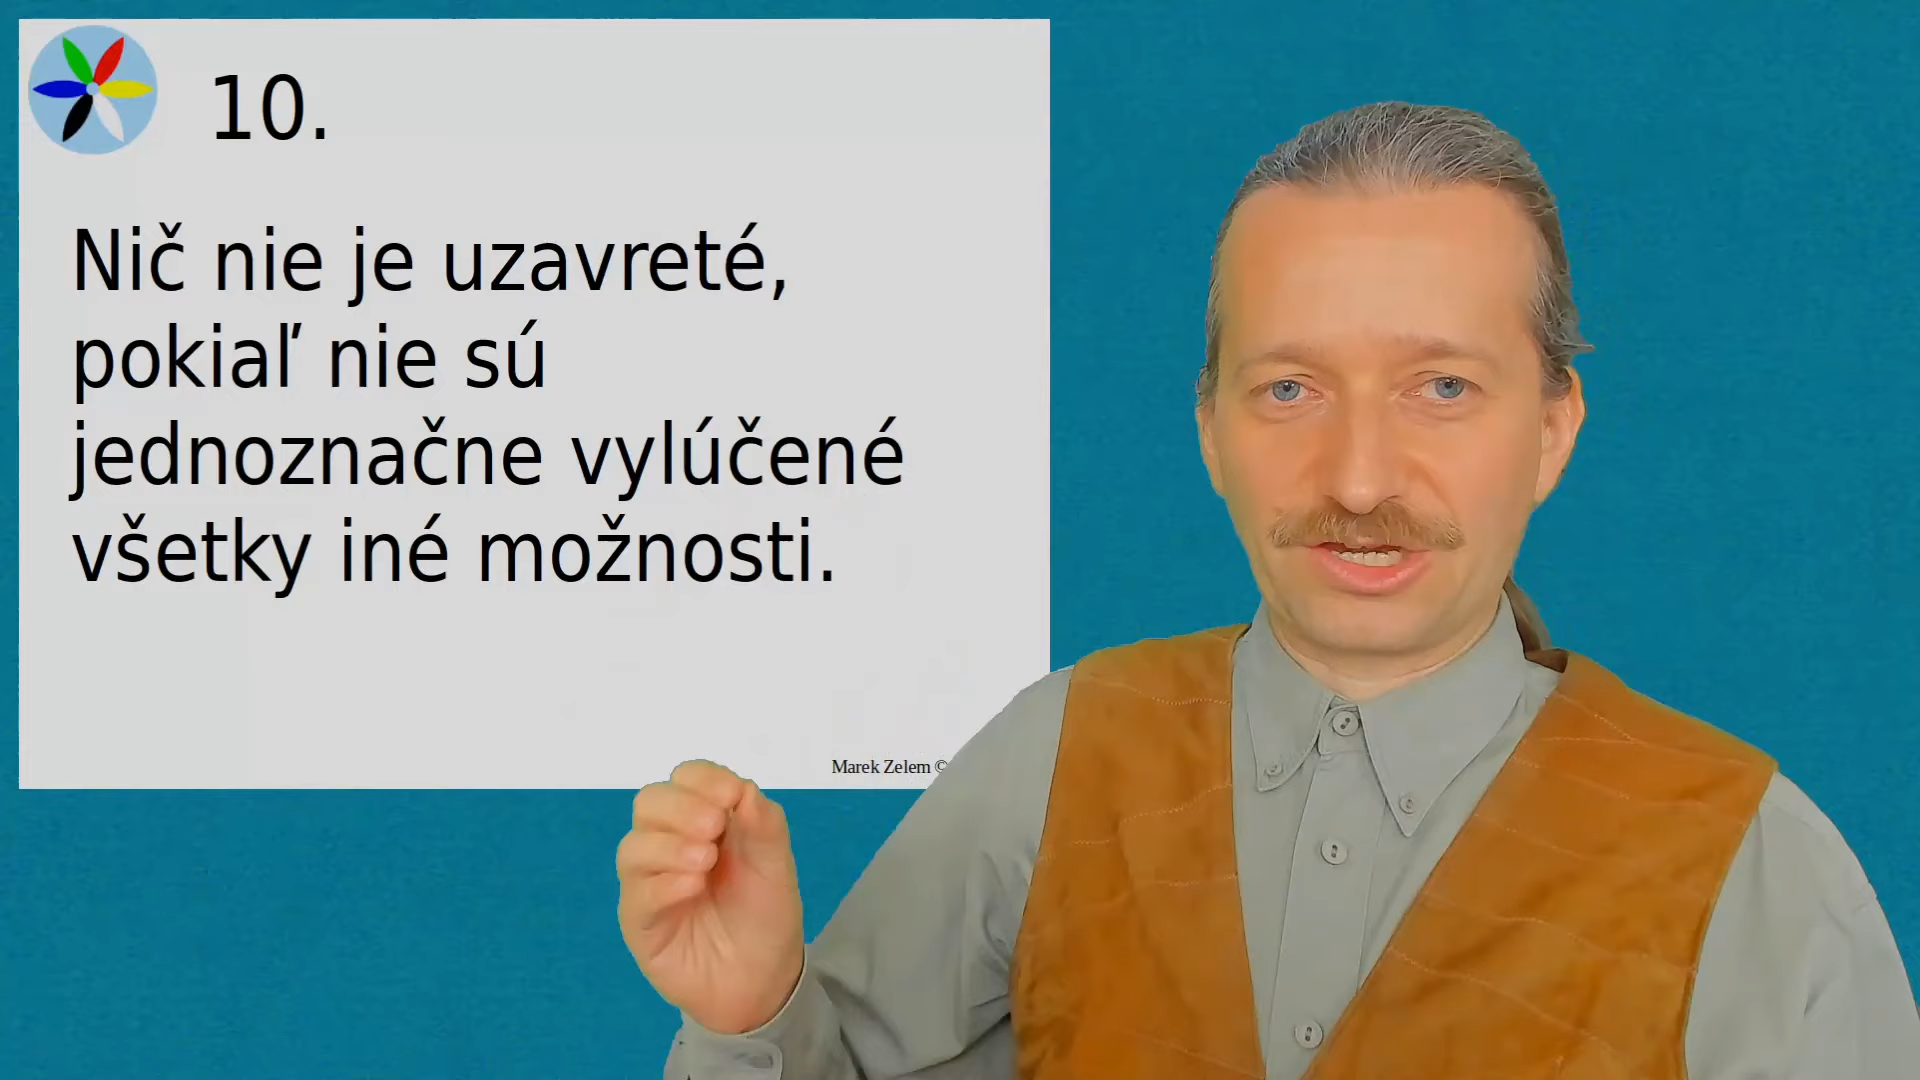 10.
Nič nie je uzavreté,
pokiaľ nie sú
jednoznačne vylúčené
všetky iné možnosti.
Marek Zelem ©